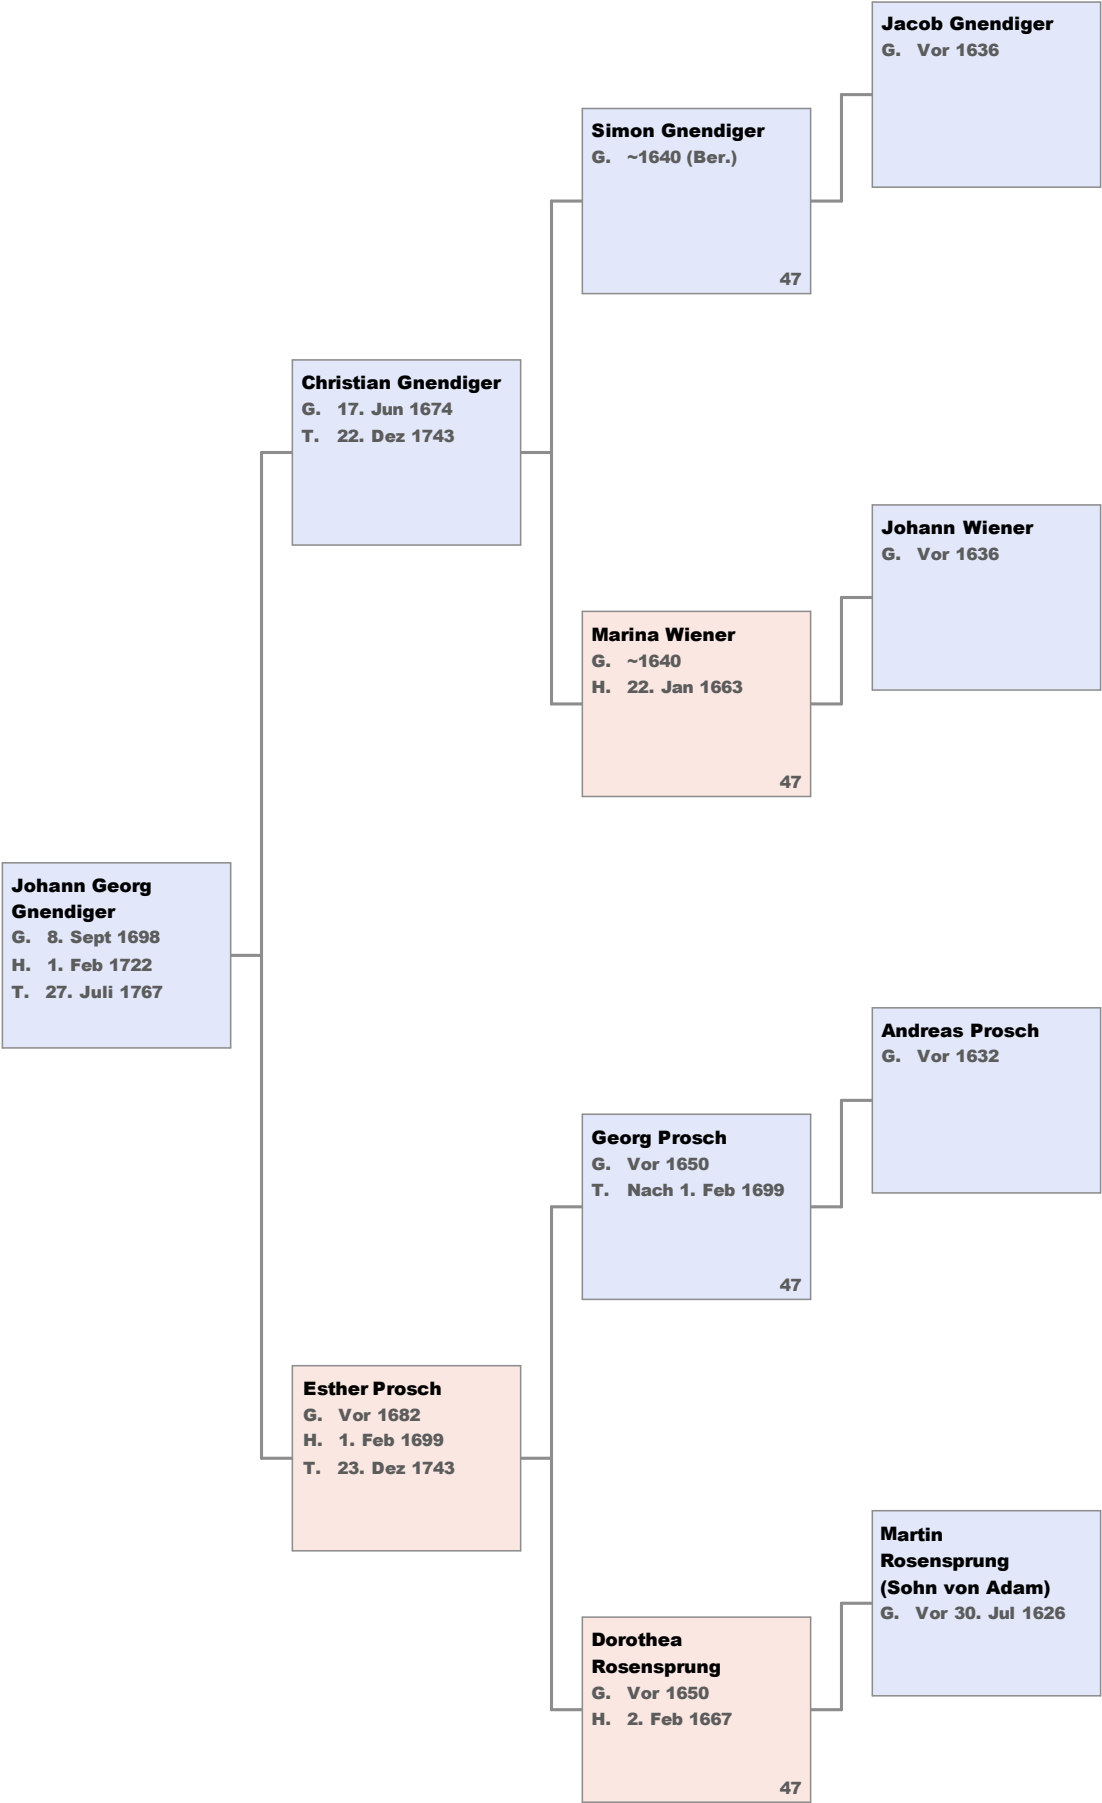 Jacob Gnendiger
G. Vor 1636
Simon Gnendiger
G. ~1640 (Ber.)
47
Christian Gnendiger
G. 17. Jun 1674
T. 22. Dez 1743
Johann Wiener
G. Vor 1636
Marina Wiener
G. ~1640
H. 22. Jan 1663
47
Johann Georg
Gnendiger
G. 8. Sept 1698
H. 1. Feb 1722
T. 27. Juli 1767
Andreas Prosch
G. Vor 1632
Georg Prosch
G. Vor 1650
T. Nach 1. Feb 1699
47
Esther Prosch
G. Vor 1682
H. 1. Feb 1699
T. 23. Dez 1743
Martin
Rosensprung
(Sohn von Adam)
G. Vor 30. Jul 1626
Dorothea
Rosensprung
G. Vor 1650
H. 2. Feb 1667
47